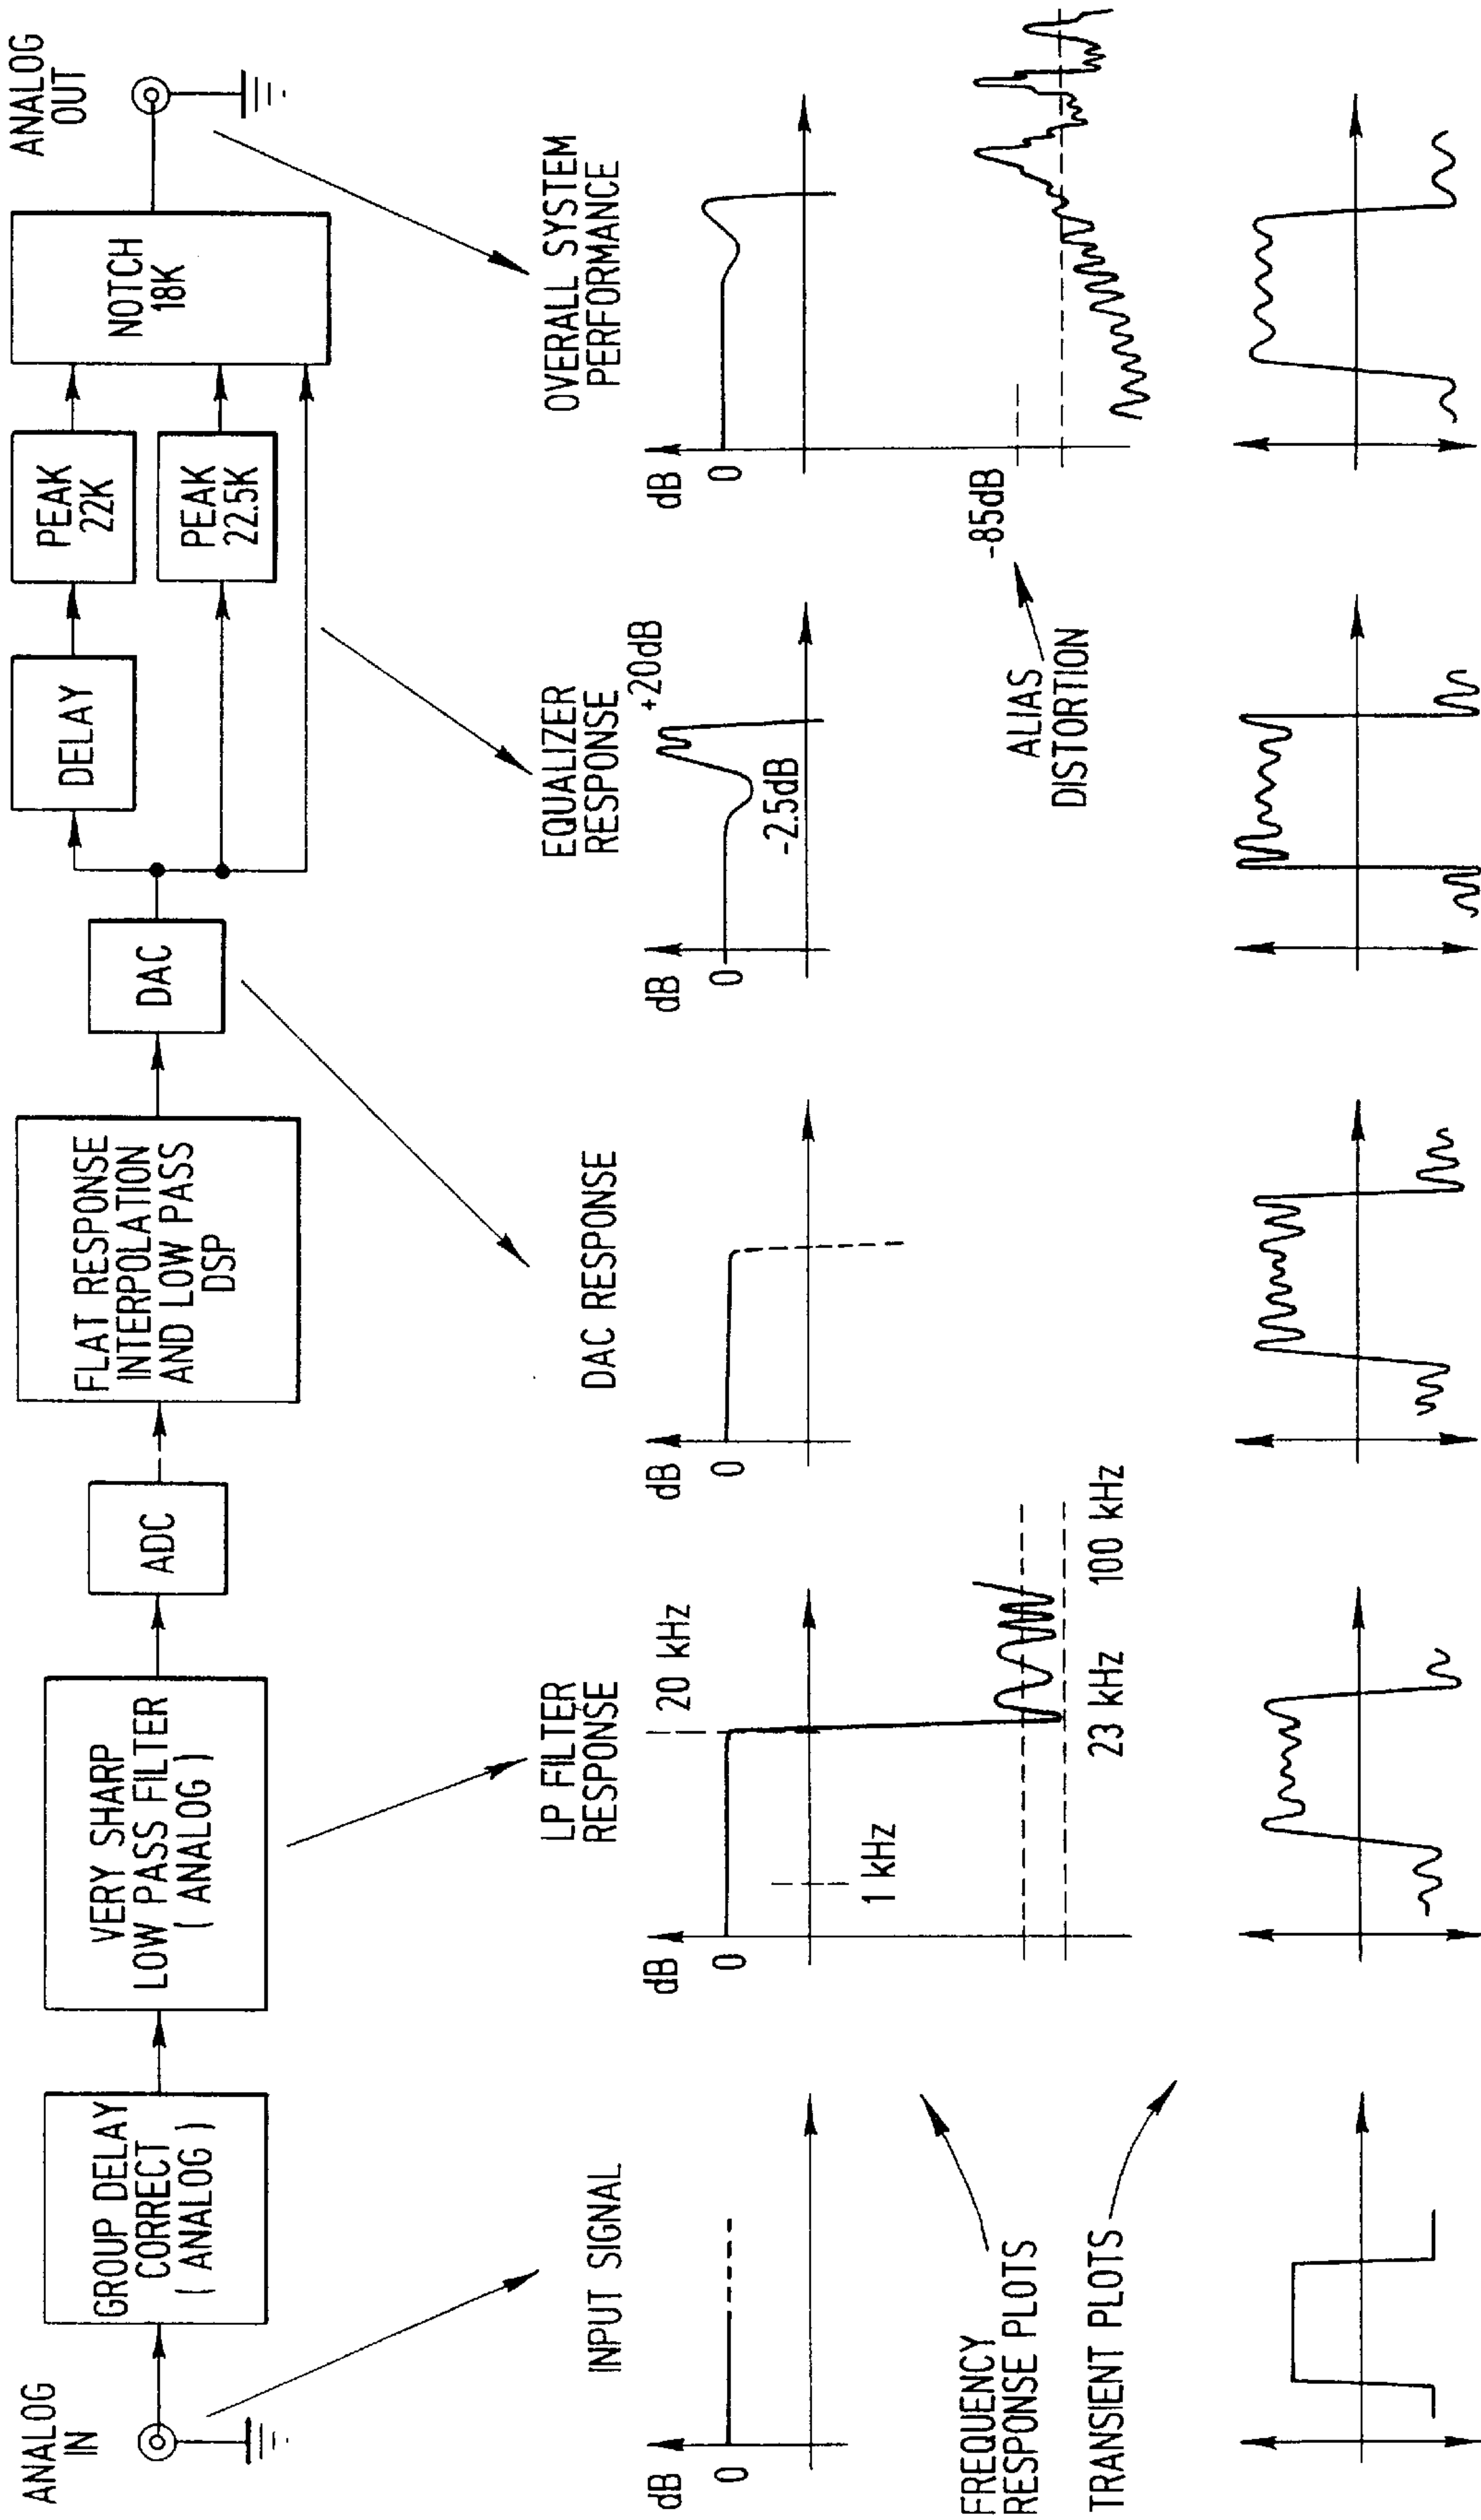 ANALOG
IN
GROUP DELAY
CORRECT
( ANALOG )
VERY SHARP
LOW PASS FILTER
( ANALOG )
ADC
FLAT RESPONSE
INTERPOLATION
AND LOW PASS
DSP
DAC
DELAY
PEAK
22K
PEAK
22.5K
NOTCH
18K
ANALOG
OUT
INPUT SIGNAL
dB
0
LP FILTER
RESPONSE
dB
0
20 kHz
1 kHz
23 kHz
100 kHz
DAC RESPONSE
dB
0
EQUALIZER
RESPONSE
+20dB
dB
0
-2.5dB
OVERALL SYSTEM
PERFORMANCE
dB
0
-85dB
ALIAS
DISTORTION
FREQUENCY
RESPONSE PLOTS
TRANSIENT PLOTS